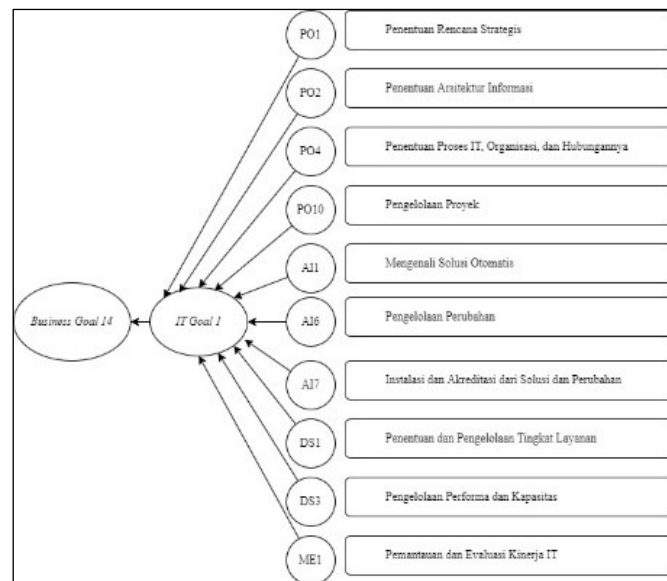 PO1 Penentuan Rencana Strategis
PO2 Penentuan Arsitektur Informasi
PO4 Penentuan Proses IT, Organisasi, dan Hubungannya
PO10 Pengelolaan Proyek
AI1 Mengenali Solusi Otomatis
Business Goal 14 IT Goal 1 AI6 Pengelolaan Perubahan
AI7 Instalasi dan Akreditasi dari Solusi dan Perubahan
DS1 Penentuan dan Pengelolaan Tingkat Layanan
DS3 Pengelolaan Performa dan Kapasitas
ME1 Pemantauan dan Evaluasi Kinerja IT